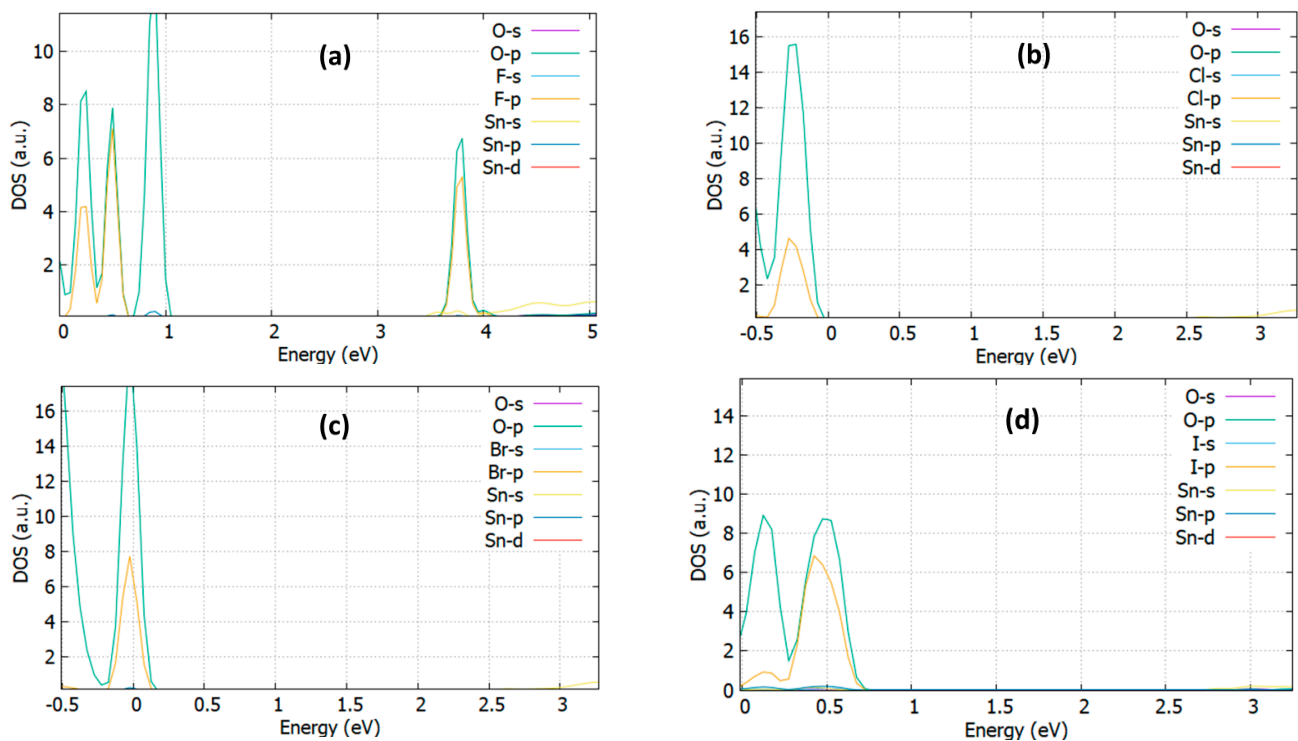 (a)
DOS (a.u.)
10
8
6
4
2
O-s
O-p
F-s
F-p
Sn-s
Sn-p
Sn-d
0 1 2 3 4 5
Energy (eV)
(b)
DOS (a.u.)
16
14
12
10
8
6
4
2
O-s
O-p
Cl-s
Cl-p
Sn-s
Sn-p
Sn-d
-0.5 0 0.5 1 1.5 2 2.5 3
Energy (eV)
(c)
DOS (a.u.)
16
14
12
10
8
6
4
2
O-s
O-p
Br-s
Br-p
Sn-s
Sn-p
Sn-d
-0.5 0 0.5 1 1.5 2 2.5 3
Energy (eV)
(d)
DOS (a.u.)
14
12
10
8
6
4
2
0
O-s
O-p
I-s
I-p
Sn-s
Sn-p
Sn-d
0 0.5 1 1.5 2 2.5 3
Energy (eV)